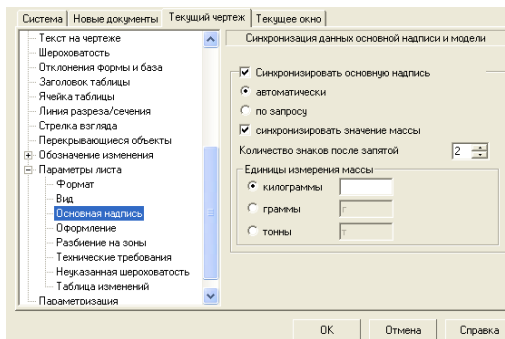 Система Новые документы Текущий чертеж Текущее окно
Текст на чертеже
Шероховатость
Отклонения формы и база
Заголовок таблицы
Ячейка таблицы
Линия разреза/сечения
Стрелка взгляда
Перекрывающиеся объекты
Обозначение изменения
Параметры листа
Формат
Вид
Основная надпись
Оформление
Разбиение на зоны
Технические требования
Неуказанная шероховатость
Таблица изменений
Параметризация
Синхронизация данных основной надписи и модели
Синхронизировать основную надпись
автоматически
по запросу
синхронизировать значение массы
Количество знаков после запятой 2
Единицы измерения массы
килограммы
граммы г
тонны т
OK Отмена Справка